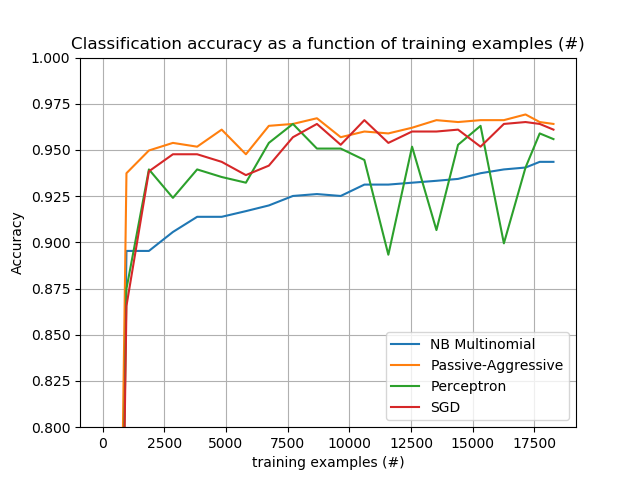 Classification accuracy as a function of training examples (#)
1.000
0.975
0.950
0.925
0.900
0.875
0.850
0.825
0.800
Accuracy
NB Multinomial
Passive-Aggressive
Perceptron
SGD
0 2500 5000 7500 10000 12500 15000 17500
training examples (#)